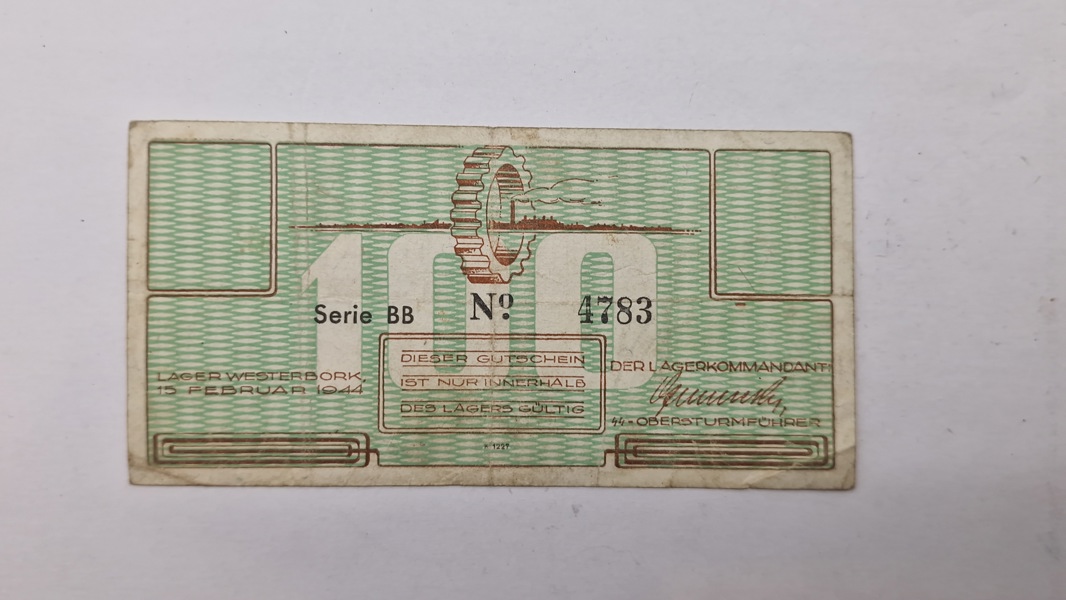 100
Serie BB Nº 4783
LAGER WESTERBORK,
15 FEBRUAR 1944
DIESER GUTSCHEIN
IST NUR INNERHALB
DES LAGERS GÜLTIG
DER LAGERKOMMANDANT:
ϟϟ-OBERSTURMFÜHRER